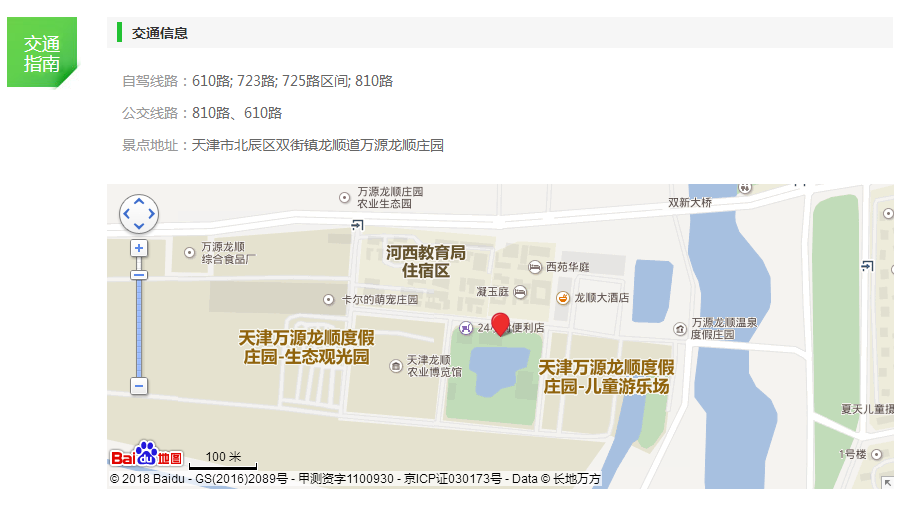 交通
指南
交通信息
自驾线路：610路; 723路; 725路区间; 810路
公交线路：810路、610路
景点地址：天津市北辰区双街镇龙顺道万源龙顺庄园
万源龙顺庄园
农业生态园
双新大桥
万源龙顺
综合食品厂
河西教育局
住宿区
西苑华庭
凝玉庭
龙顺大酒店
卡尔的萌宠庄园
24
便利店
万源龙顺温泉
度假庄园
天津万源龙顺度假
庄园-生态观光园
天津龙顺
农业博览馆
天津万源龙顺度假
庄园-儿童游乐场
夏天儿童摄
1号楼
Bai du 地图
100 米
© 2018 Baidu - GS(2016)2089号 - 甲测资字1100930 - 京ICP证030173号 - Data © 长地万方